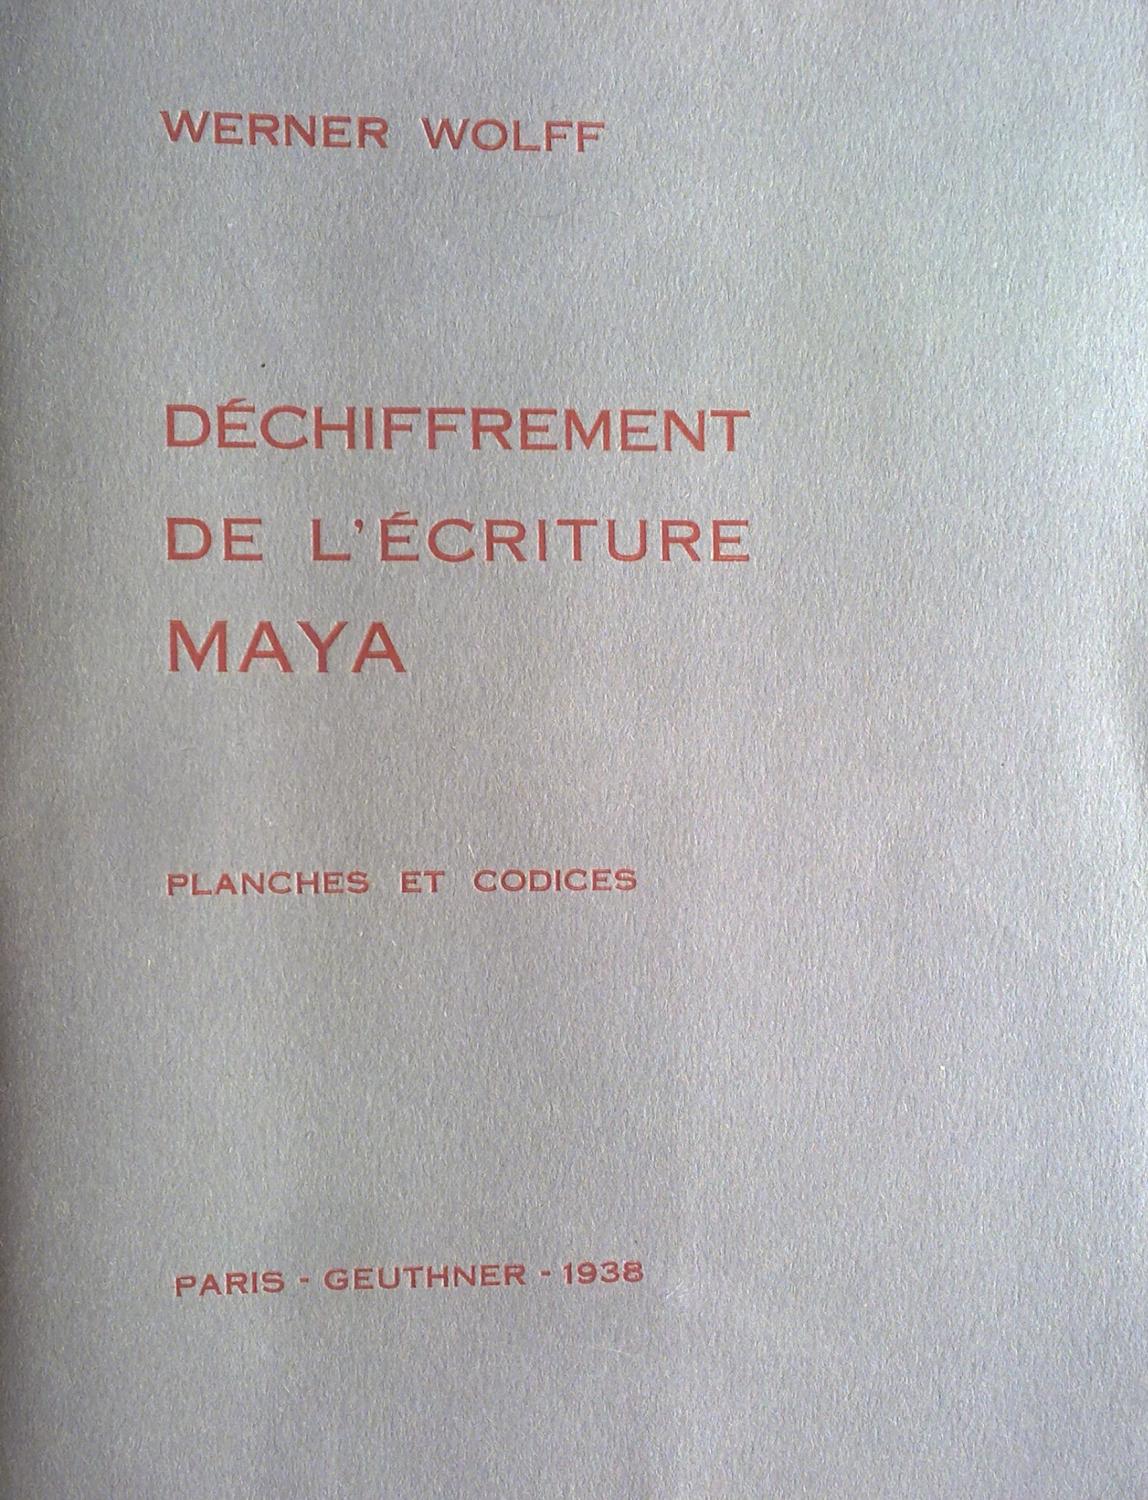 WERNER WOLFF
DÉCHIFFREMENT
DE L'ÉCRITURE
MAYA
PLANCHES ET CODICES
PARIS - GEUTHNER - 1938